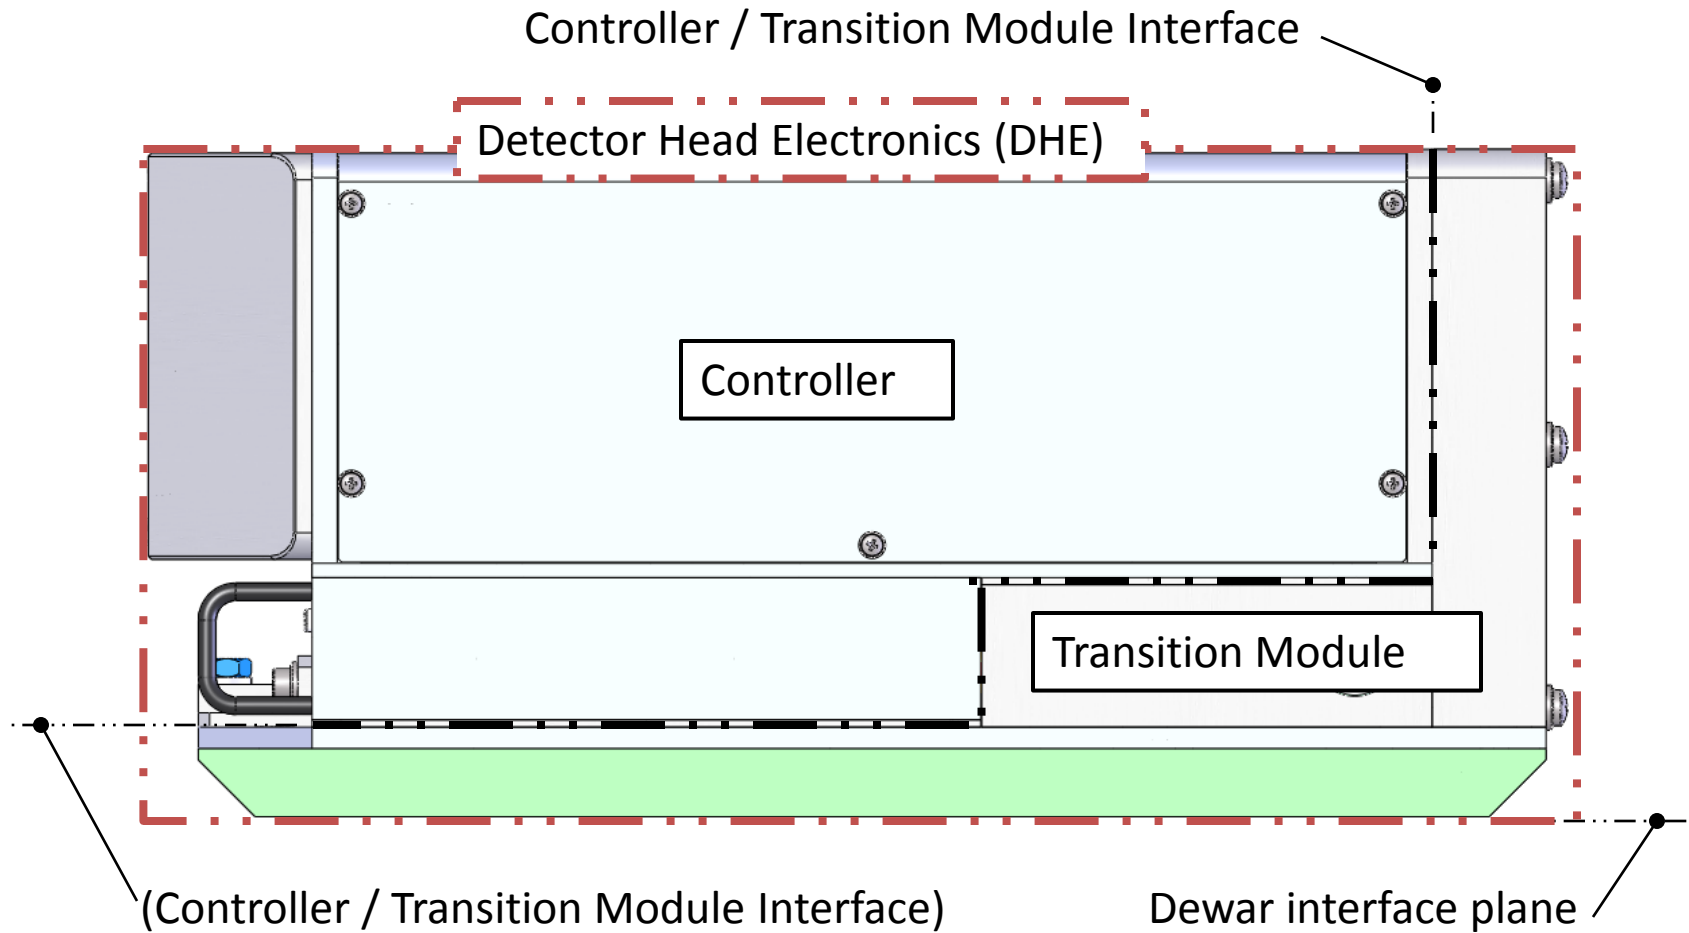 Controller / Transition Module Interface
Detector Head Electronics (DHE)
Controller
Transition Module
(Controller / Transition Module Interface)
Dewar interface plane